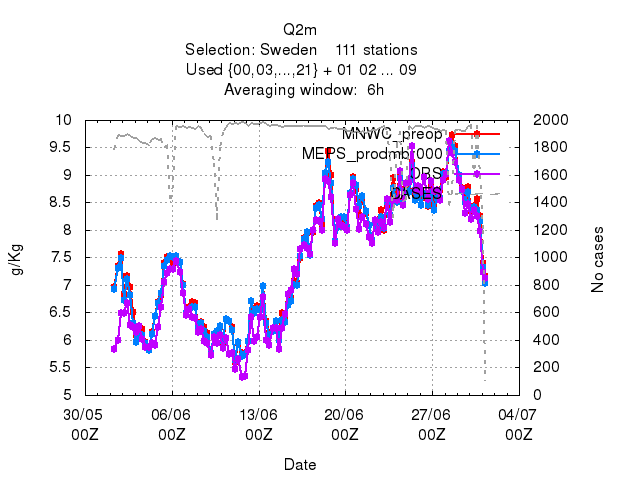 Q2m
Selection: Sweden 111 stations
Used {00,03,...,21} + 01 02 ... 09
Averaging window: 6h
10 2000
9.5 1800
9 1600
8.5 1400
8 1200
7.5 1000
7 800
6.5 600
6 400
5.5 200
5 0
MNWC_preop
MEPS_prodmbr000
OBS
CASES
g/Kg
No cases
30/05 06/06 13/06 20/06 27/06 04/07
00Z 00Z 00Z 00Z 00Z 00Z
Date